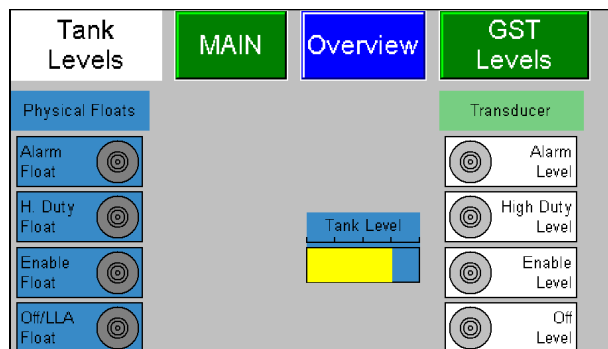 Tank
Levels
MAIN
Overview
GST
Levels
Physical Floats
Transducer
Alarm
Float
Alarm
Level
H. Duty
Float
High Duty
Level
Tank Level
Enable
Float
Enable
Level
Off/LLA
Float
Off
Level